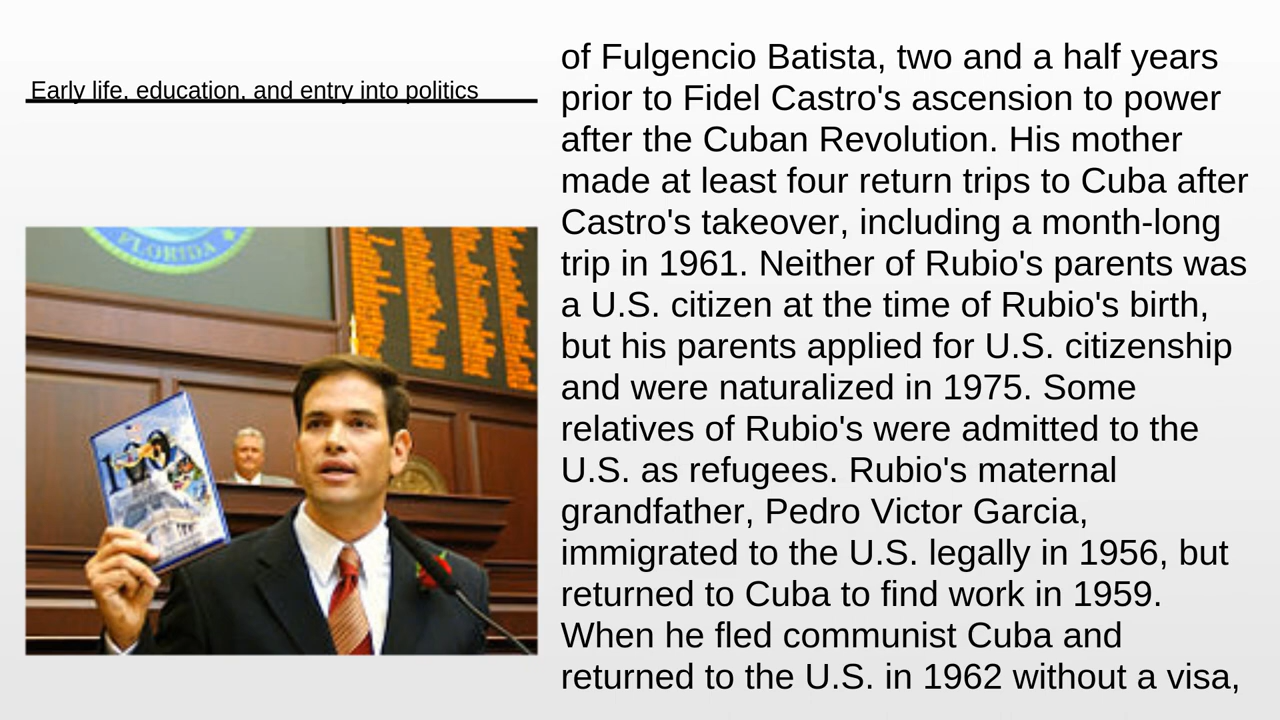 Early life, education, and entry into politics
FLORIDA
of Fulgencio Batista, two and a half years
prior to Fidel Castro's ascension to power
after the Cuban Revolution. His mother
made at least four return trips to Cuba after
Castro's takeover, including a month-long
trip in 1961. Neither of Rubio's parents was
a U.S. citizen at the time of Rubio's birth,
but his parents applied for U.S. citizenship
and were naturalized in 1975. Some
relatives of Rubio's were admitted to the
U.S. as refugees. Rubio's maternal
grandfather, Pedro Victor Garcia,
immigrated to the U.S. legally in 1956, but
returned to Cuba to find work in 1959.
When he fled communist Cuba and
returned to the U.S. in 1962 without a visa,